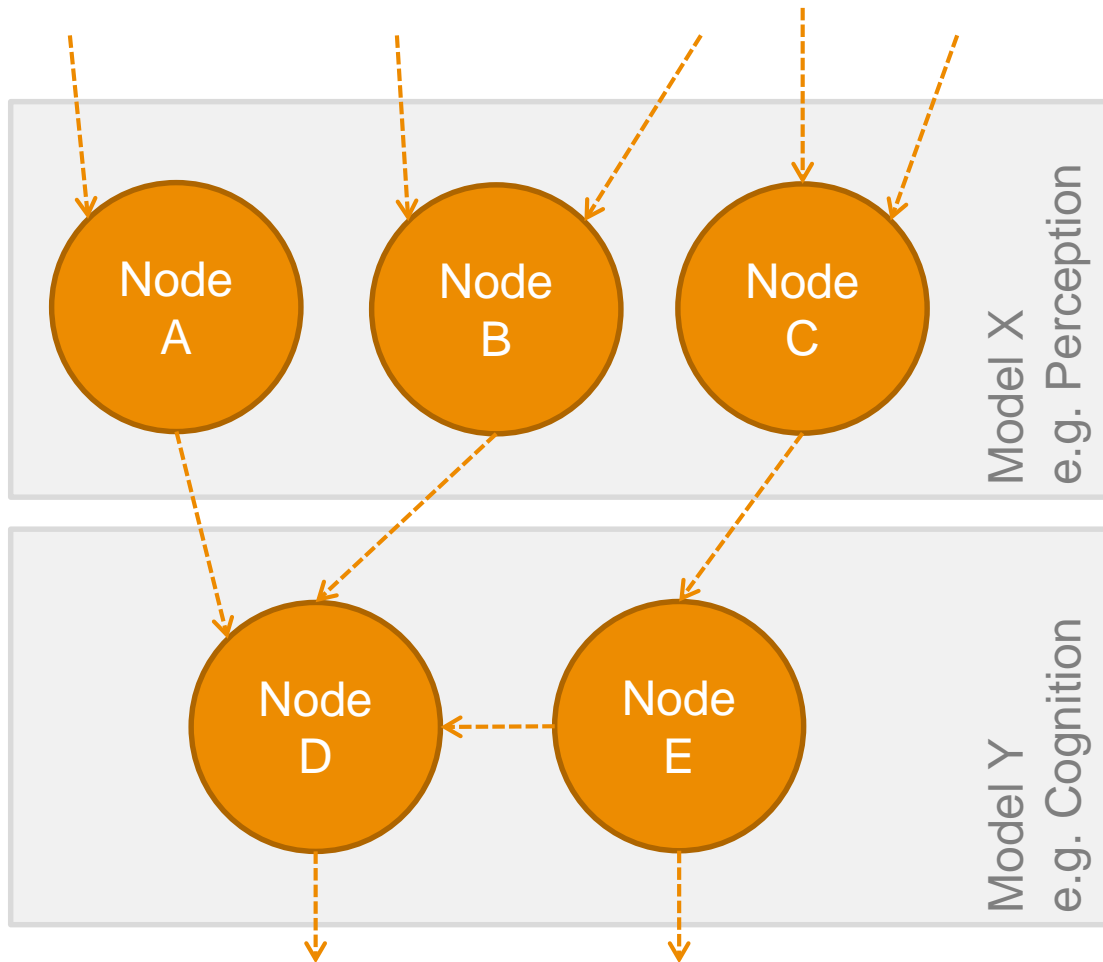 Node
A
Node
B
Node
C
Model X
e.g. Perception
Node
D
Node
E
Model Y
e.g. Cognition